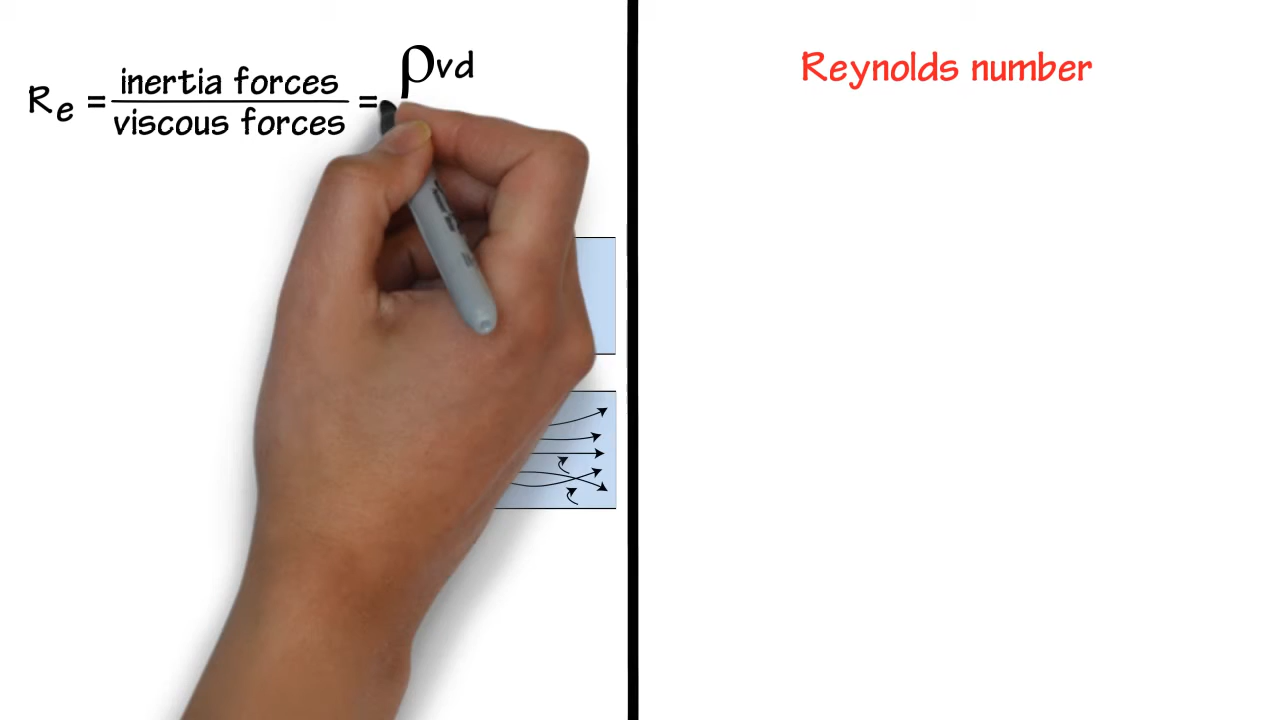 Re = inertia forces / viscous forces = ρvd
Reynolds number